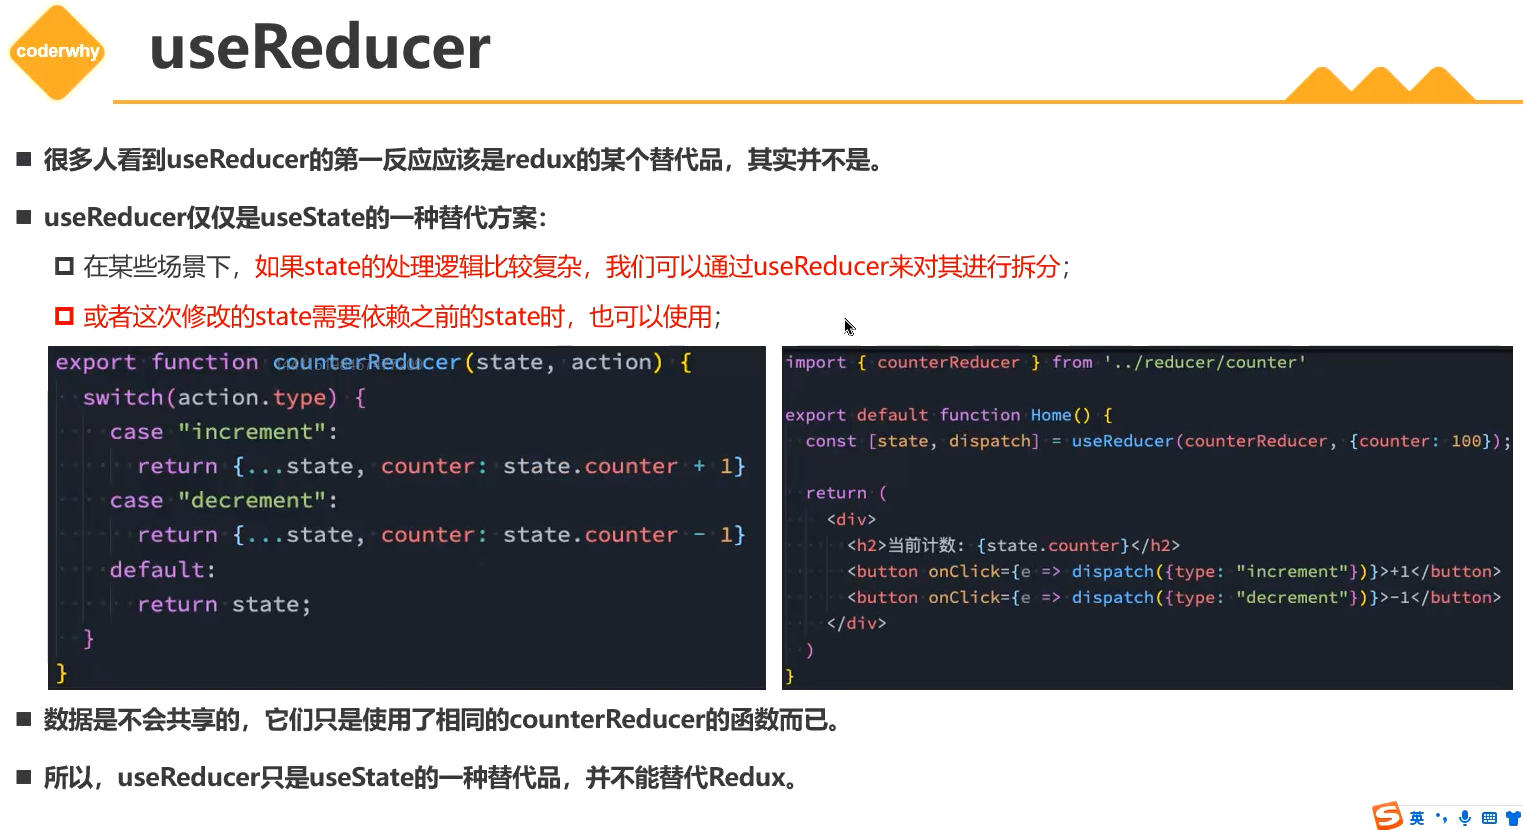 coderwhy
useReducer
很多人看到useReducer的第一反应应该是redux的某个替代品，其实并不是。
useReducer仅仅是useState的一种替代方案：
在某些场景下，如果state的处理逻辑比较复杂，我们可以通过useReducer来对其进行拆分；
或者这次修改的state需要依赖之前的state时，也可以使用；
export function counterReducer(state, action) {
switch(action.type) {
case "increment":
return {...state, counter: state.counter + 1}
case "decrement":
return {...state, counter: state.counter - 1}
default:
return state;
}
}
import { counterReducer } from '../reducer/counter'
export default function Home() {
const [state, dispatch] = useReducer(counterReducer, {counter: 100});
return (
<div>
<h2>当前计数: {state.counter}</h2>
<button onClick={e => dispatch({type: "increment"})}>+1</button>
<button onClick={e => dispatch({type: "decrement"})}>-1</button>
</div>
)
}
数据是不会共享的，它们只是使用了相同的counterReducer的函数而已。
所以，useReducer只是useState的一种替代品，并不能替代Redux。
英